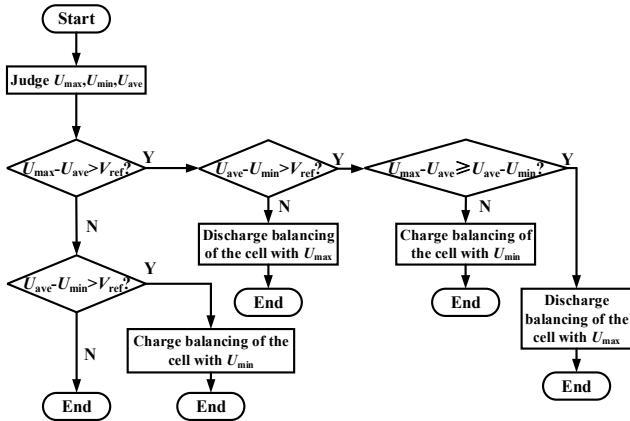 Start
Judge Umax,Umin,Uave
Umax-Uave>Vref?
Y
Uave-Umin>Vref?
Y
Umax-Uave≥Uave-Umin?
Y
N
N
N
Discharge balancing
of the cell with Umax
Charge balancing of
the cell with Umin
End
End
Uave-Umin>Vref?
Y
Discharge
balancing of the
cell with Umax
N
Charge balancing of the
cell with Umin
End
End
End